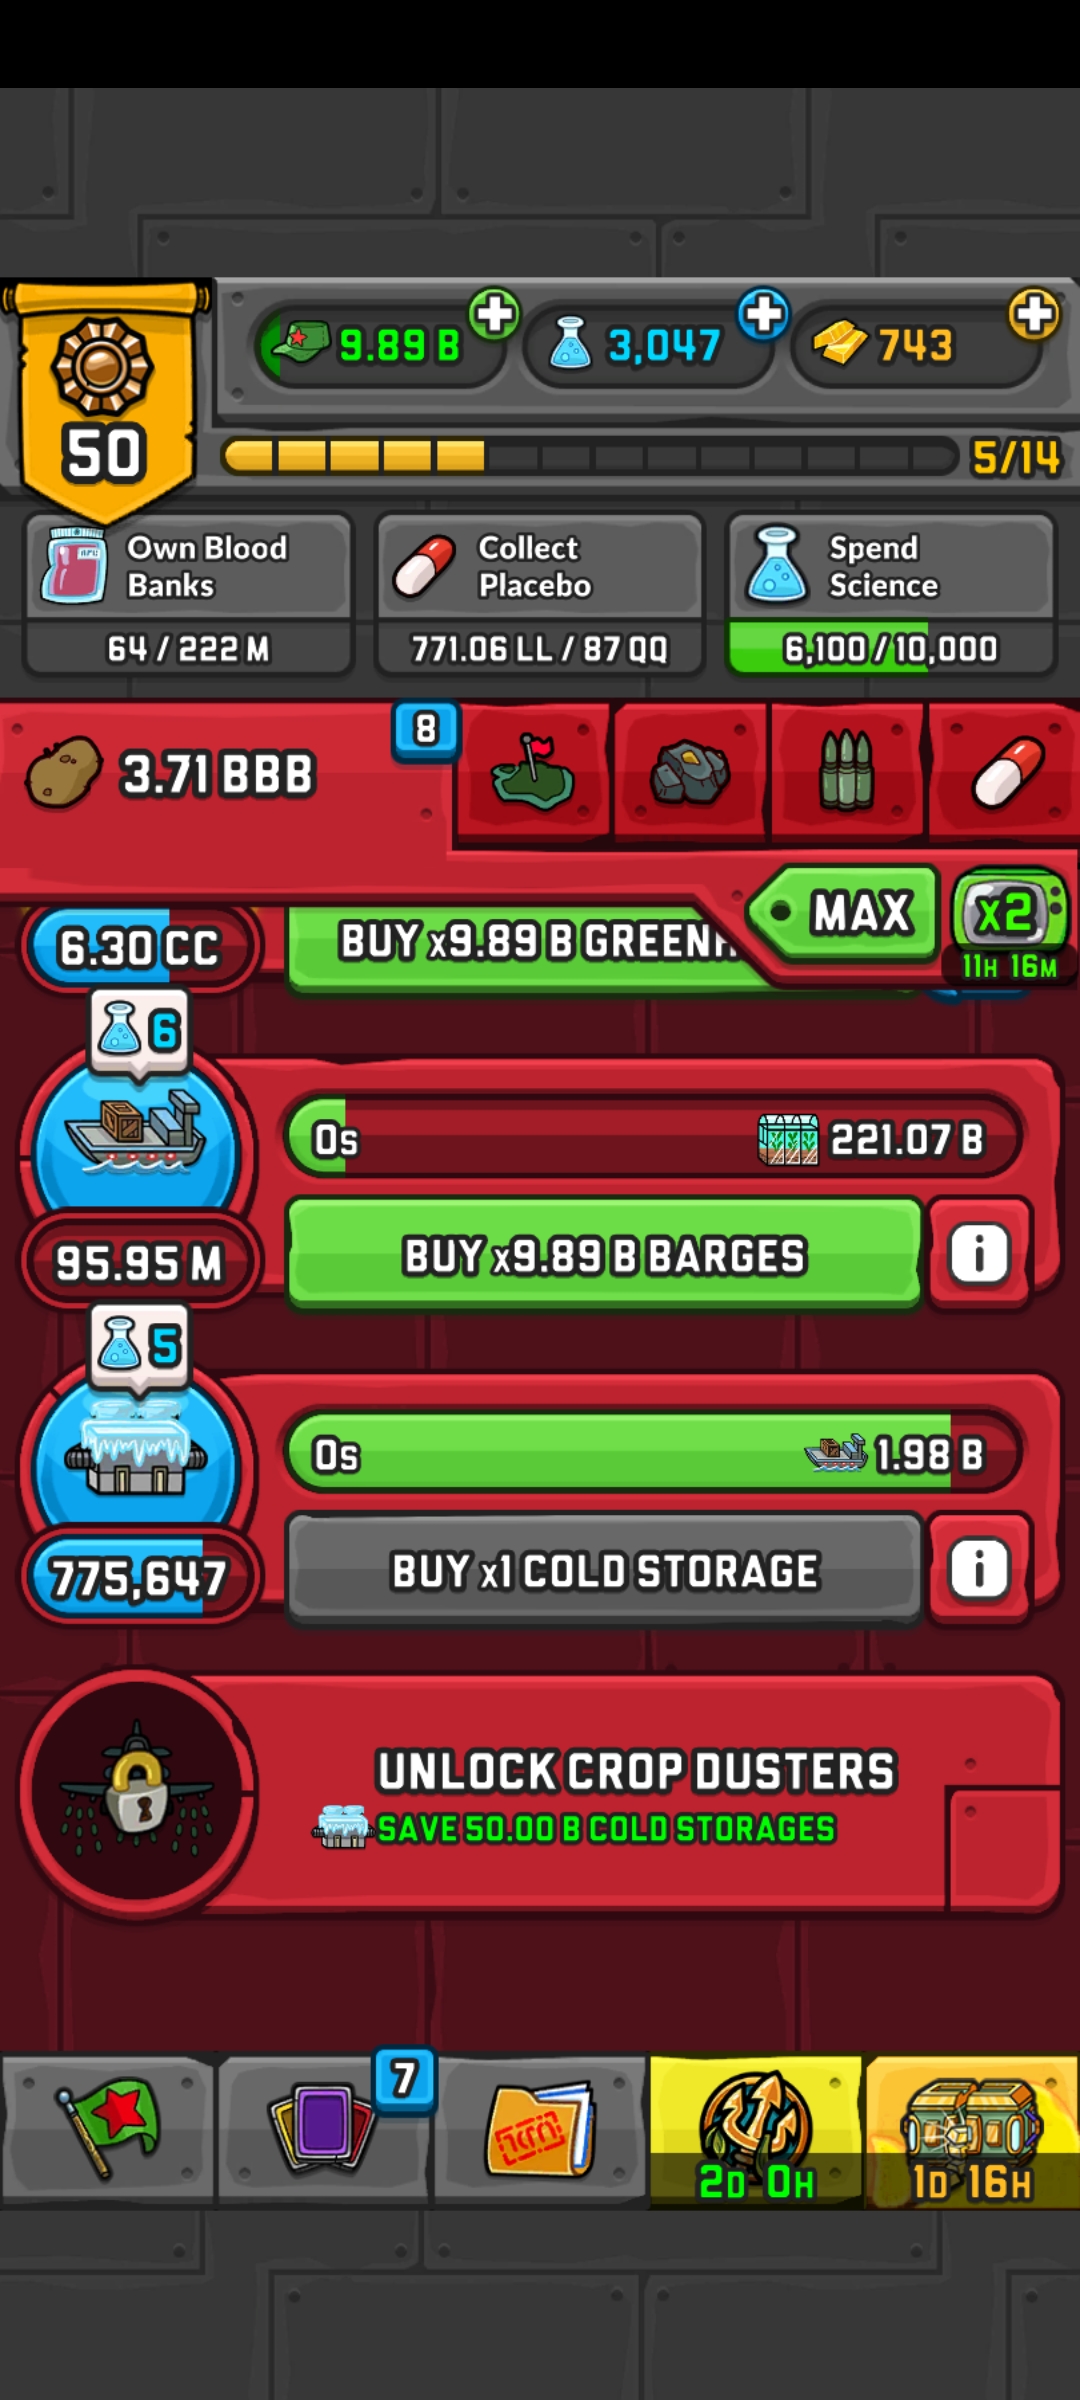 9.89 B
3,047
743
50
5/14
Own Blood
Banks
64 / 222 M
Collect
Placebo
771.06 LL / 87 QQ
Spend
Science
6,100 / 10,000
3.71 BBB
8
MAX
x2
11H 16M
6.30 CC
BUY x9.89 B GREENH
6
0s
221.07 B
95.95 M
BUY x9.89 B BARGES
i
5
0s
1.98 B
775,647
BUY x1 COLD STORAGE
i
UNLOCK CROP DUSTERS
SAVE 50.00 B COLD STORAGES
7
2D 0H
1D 16H